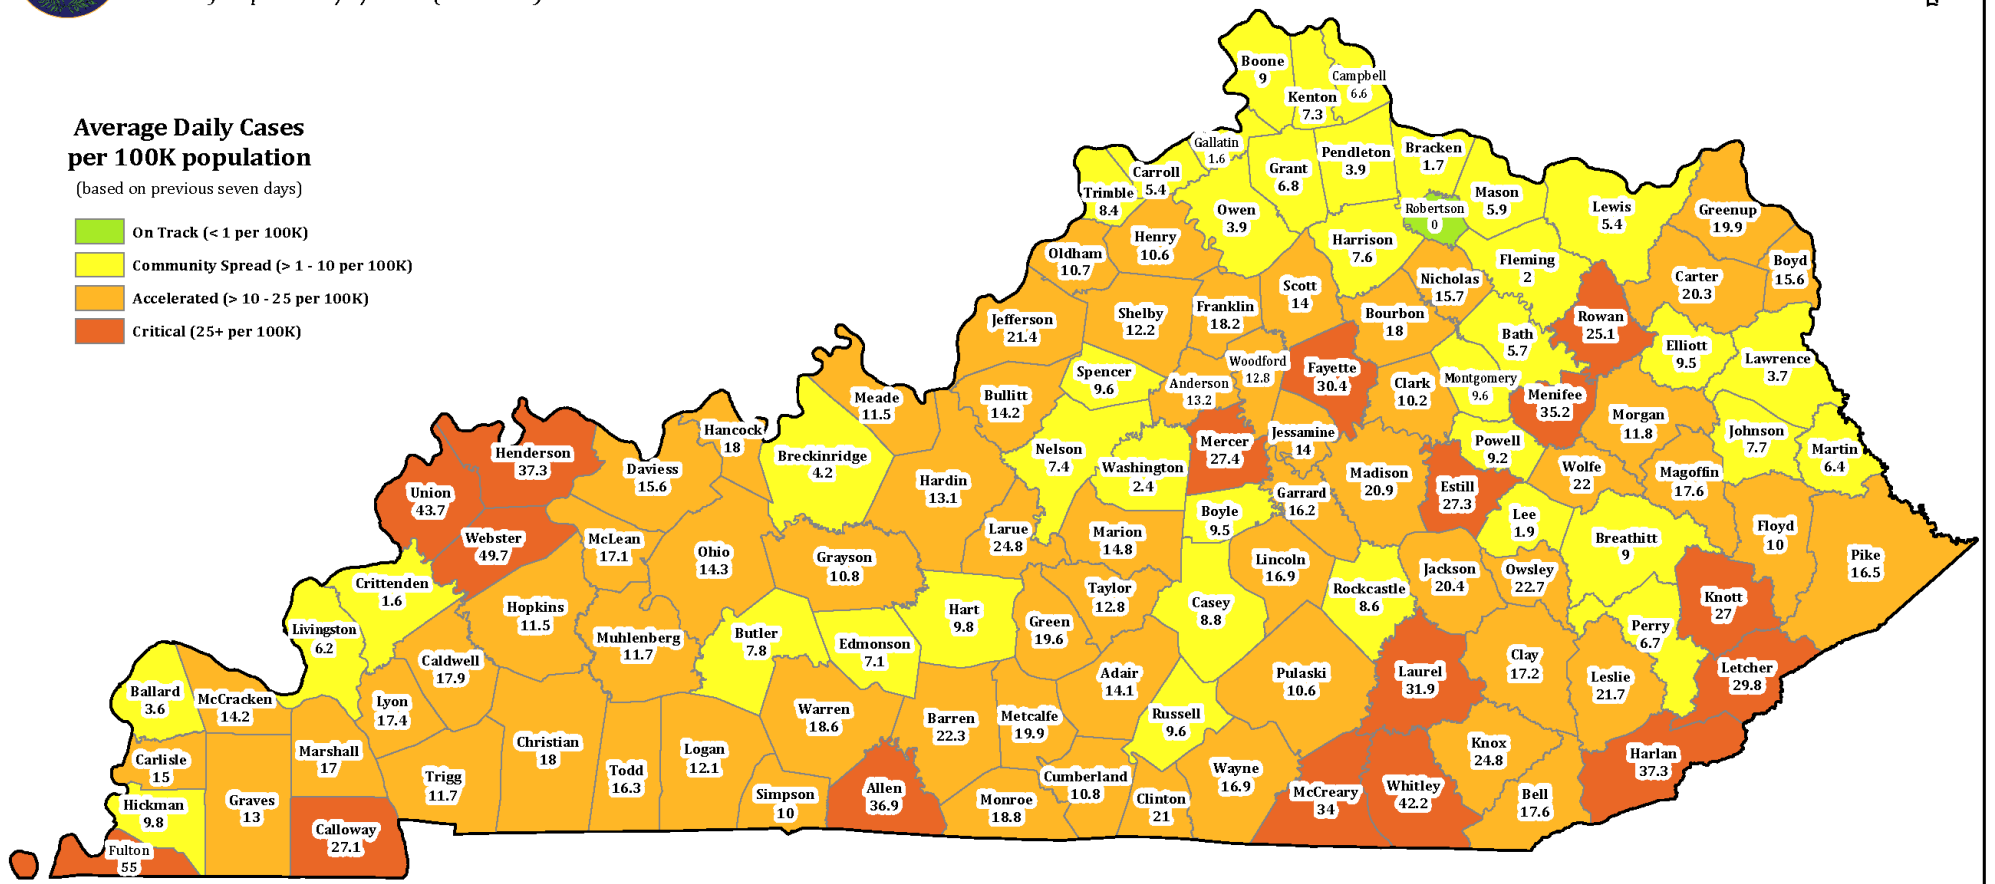 Average Daily Cases
per 100K population
(based on previous seven days)
On Track (< 1 per 100K)
Community Spread (> 1 - 10 per 100K)
Accelerated (> 10 - 25 per 100K)
Critical (25+ per 100K)
Boone
9
Kenton
7.3
Campbell
6.6
Gallatin
1.6
Grant
6.8
Pendleton
3.9
Bracken
1.7
Carroll
5.4
Trimble
8.4
Owen
3.9
Robertson
0
Mason
5.9
Lewis
5.4
Greenup
19.9
Henry
10.6
Oldham
10.7
Harrison
7.6
Fleming
2
Carter
20.3
Boyd
15.6
Nicholas
15.7
Scott
14
Jefferson
21.4
Shelby
12.2
Franklin
18.2
Bourbon
18
Rowan
25.1
Bath
5.7
Elliott
9.5
Lawrence
3.7
Spencer
9.6
Anderson
13.2
Woodford
12.8
Fayette
30.4
Clark
10.2
Montgomery
9.6
Menifee
35.2
Morgan
11.8
Meade
11.5
Bullitt
14.2
Hancock
18
Breckinridge
4.2
Nelson
7.4
Washington
2.4
Mercer
27.4
Jessamine
14
Powell
9.2
Johnson
7.7
Martin
6.4
Henderson
37.3
Daviess
15.6
Union
43.7
Hardin
13.1
Madison
20.9
Estill
27.3
Wolfe
22
Magoffin
17.6
Garrard
16.2
Boyle
9.5
Lee
1.9
Breathitt
9
Floyd
10
Pike
16.5
Webster
49.7
McLean
17.1
Ohio
14.3
Grayson
10.8
Larue
24.8
Marion
14.8
Lincoln
16.9
Rockcastle
8.6
Jackson
20.4
Owsley
22.7
Knott
27
Crittenden
1.6
Livingston
6.2
Hopkins
11.5
Muhlenberg
11.7
Butler
7.8
Edmonson
7.1
Hart
9.8
Green
19.6
Taylor
12.8
Casey
8.8
Perry
6.7
Caldwell
17.9
Lyon
17.4
Adair
14.1
Pulaski
10.6
Laurel
31.9
Clay
17.2
Leslie
21.7
Letcher
29.8
Ballard
3.6
McCracken
14.2
Warren
18.6
Barren
22.3
Metcalfe
19.9
Russell
9.6
Carlisle
15
Marshall
17
Christian
18
Logan
12.1
Knox
24.8
Harlan
37.3
Trigg
11.7
Todd
16.3
Hickman
9.8
Graves
13
Simpson
10
Allen
36.9
Monroe
18.8
Cumberland
10.8
Clinton
21
Wayne
16.9
McCreary
34
Whitley
42.2
Bell
17.6
Calloway
27.1
Fulton
55